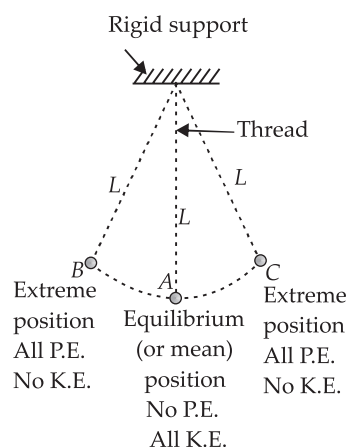 Rigid support
Thread
L
L
L
B
A
C
Extreme
position
All P.E.
No K.E.
Equilibrium
(or mean)
position
No P.E.
All K.E.
Extreme
position
All P.E.
No K.E.